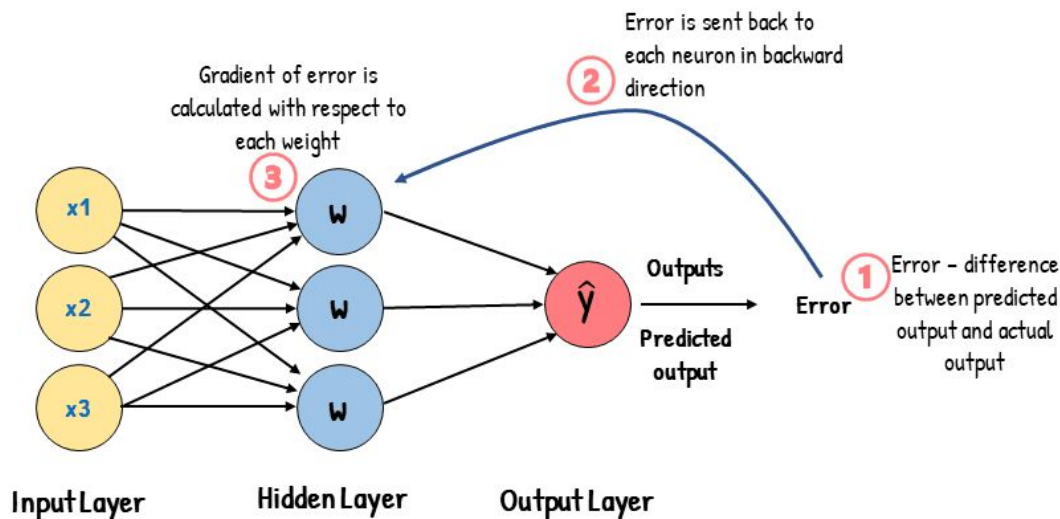 Error is sent back to
each neuron in backward
direction
2
Gradient of error is
calculated with respect to
each weight
3
x1
x2
x3
w
w
w
ŷ
Outputs
Predicted
output
Error
1
Error – difference
between predicted
output and actual
output
Input Layer
Hidden Layer
Output Layer